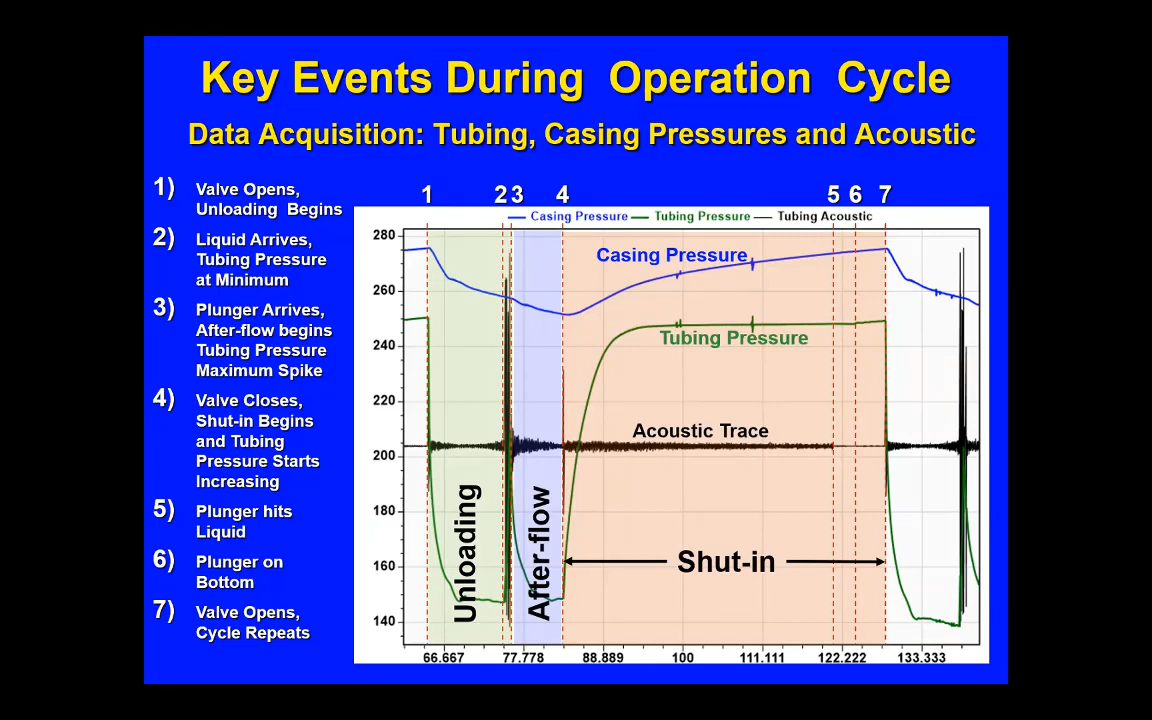 Key Events During Operation Cycle
Data Acquisition: Tubing, Casing Pressures and Acoustic
1) Valve Opens,
Unloading Begins
2) Liquid Arrives,
Tubing Pressure
at Minimum
3) Plunger Arrives,
After-flow begins
Tubing Pressure
Maximum Spike
4) Valve Closes,
Shut-in Begins
and Tubing
Pressure Starts
Increasing
5) Plunger hits
Liquid
6) Plunger on
Bottom
7) Valve Opens,
Cycle Repeats
1 2 3 4 5 6 7
Casing Pressure Tubing Pressure Tubing Acoustic
280
260
240
220
200
180
160
140
Casing Pressure
Tubing Pressure
Acoustic Trace
Unloading
After-flow
Shut-in
66.667 77.778 88.889 100 111.111 122.222 133.333